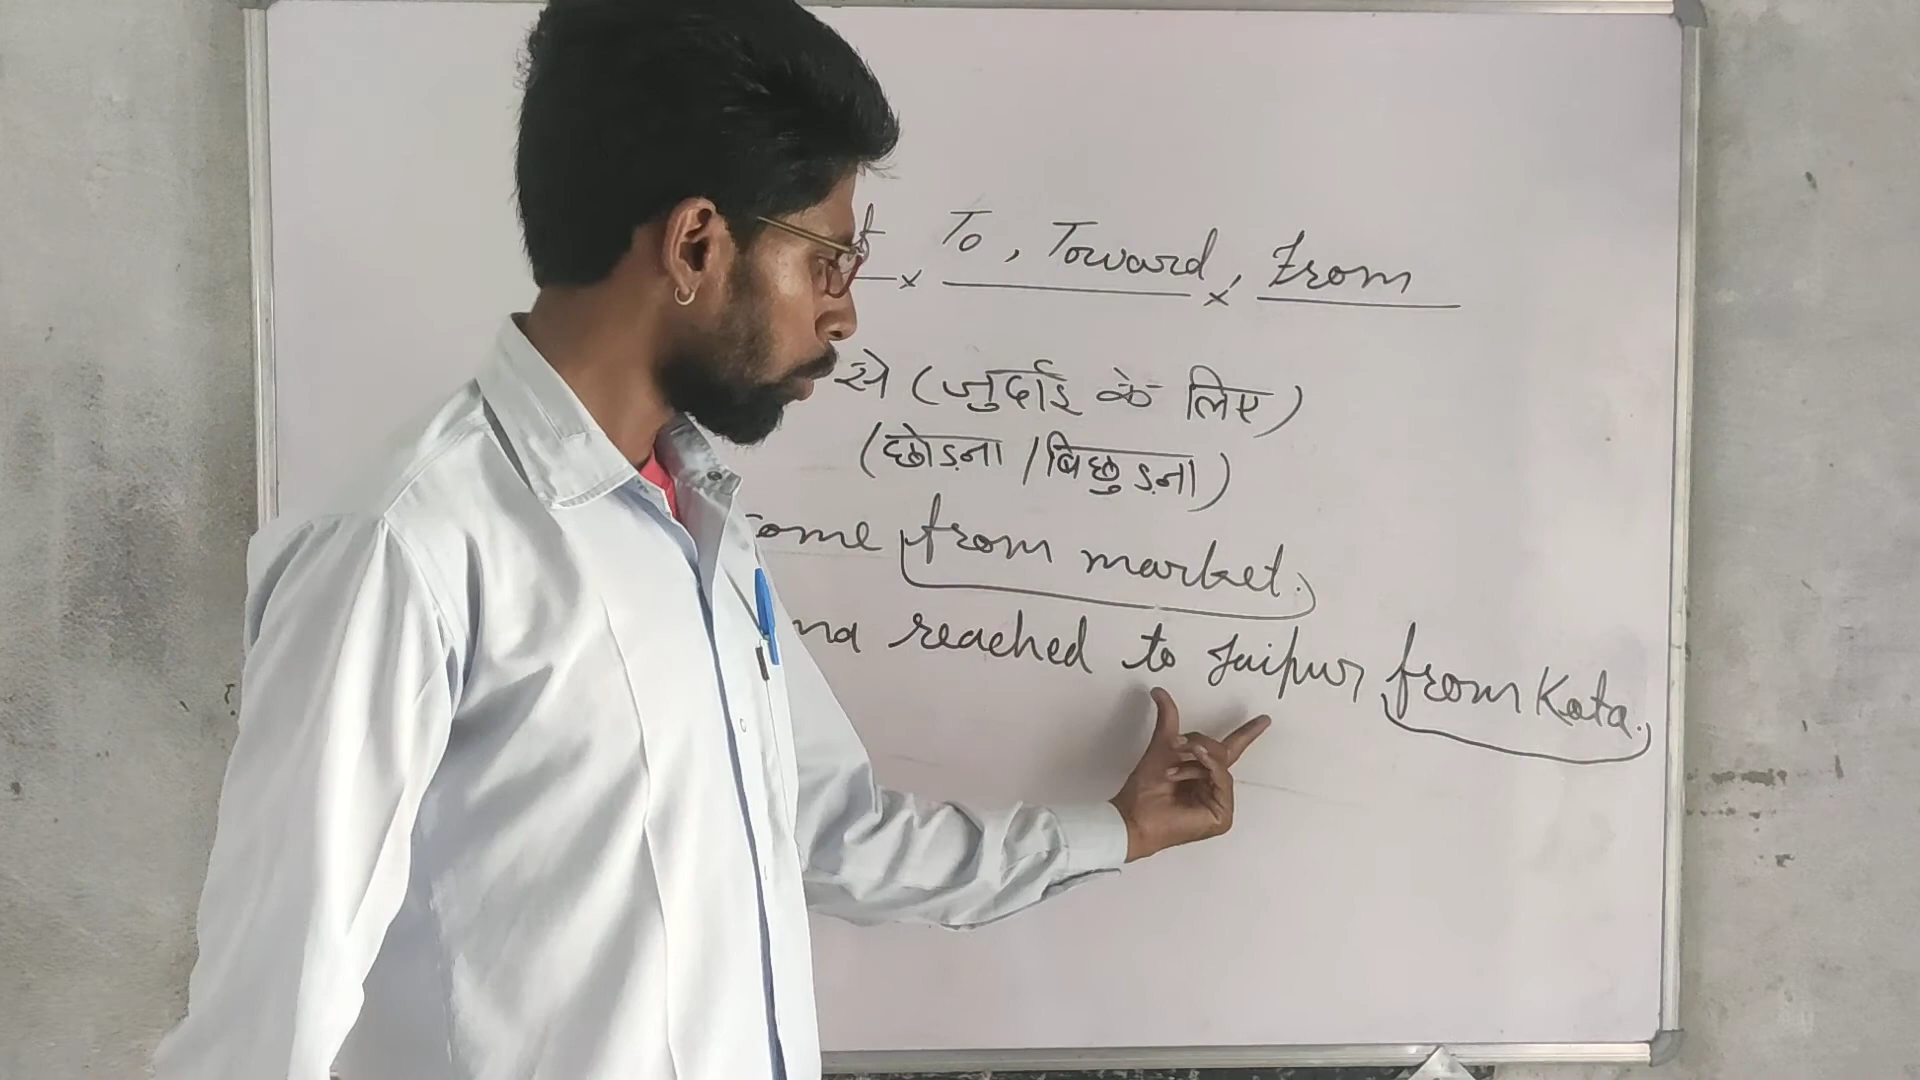 To, Toward, From
से (जुदाई के लिए)
(छोड़ना / बिछुड़ना)
from market.
reached to Jaipur from Kota.